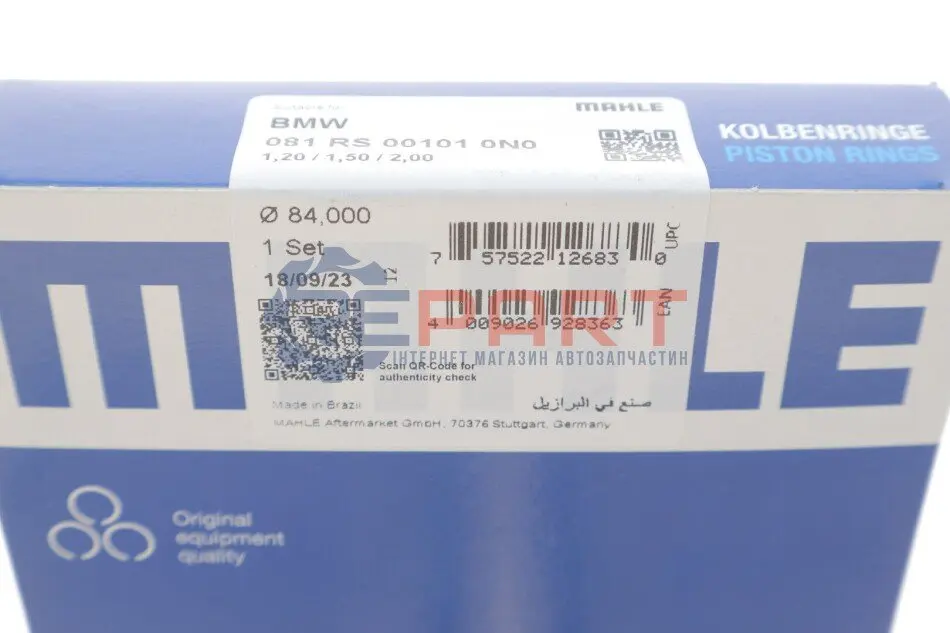 Suitable for
MAHLE
BMW
081 RS 00101 0N0
1,20 / 1,50 / 2,00
KOLBENRINGE
PISTON RINGS
Ø 84,000
1 Set
18/09/23
12
7 57522 12683 0
UPC
4 009026 928363
EAN
EPART
ІНТЕРНЕТ МАГАЗИН АВТОЗАПЧАСТИН
Scan QR-Code for
authenticity check
Made in Brazil
صنع في البرازيل
MAHLE Aftermarket GmbH, 70376 Stuttgart, Germany
MAHLE
Original
equipment
quality